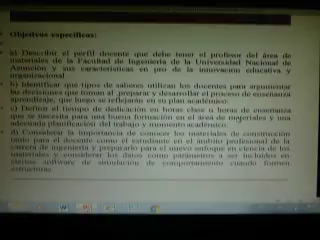 Objetivos específicos:
a) Describir el perfil docente que debe tener el profesor del área de
materiales de la Facultad de Ingeniería de la Universidad Nacional de
Asunción y sus características en pro de la innovación educativa y
organizacional
b) Identificar que tipos de saberes utilizan los docentes para argumentar
las decisiones que toman al preparar y desarrollar el proceso de enseñanza
aprendizaje, que luego se reflejarán en su plan académico:
c) Definir el tiempo de dedicación en horas clase u horas de enseñanza
que se necesita para una buena formación en el área de materiales y una
adecuada planificación del trabajo y momento académico.
d) Considerar la importancia de conocer los materiales de construcción
tanto para el docente como el estudiante en el ámbito profesional de la
carrera de ingeniería y prepararlo para el nuevo enfoque en ciencia de los
materiales y considerar los datos como parámetros a ser incluidos en
ciertos software de simulación de comportamiento cuando formen
estructuras.